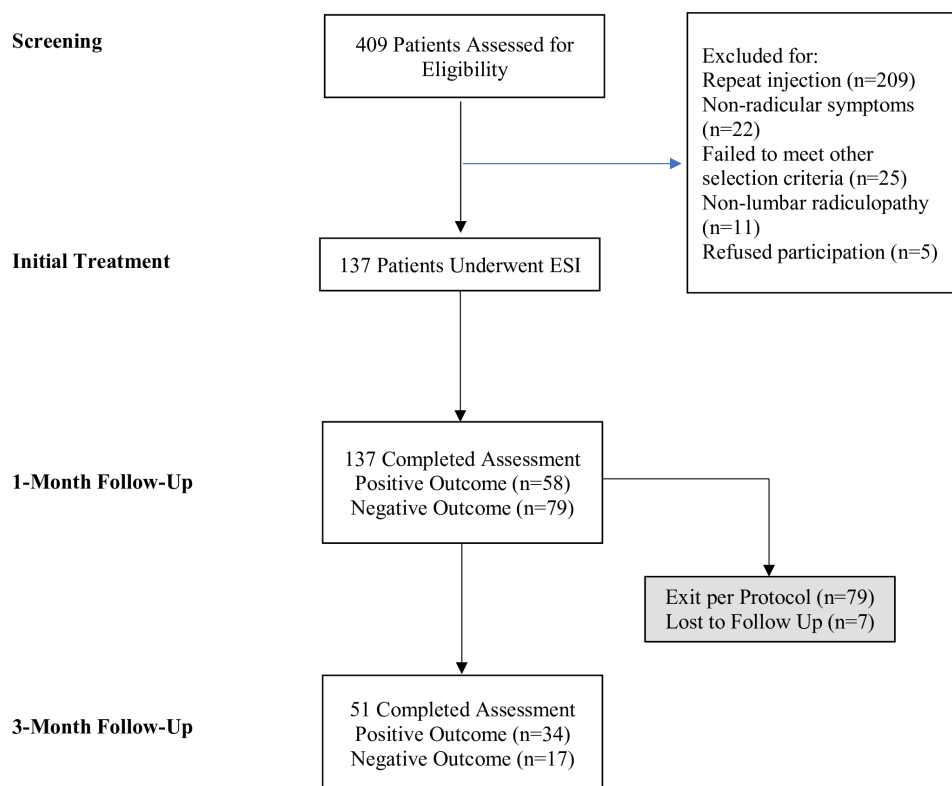 Screening
409 Patients Assessed for
Eligibility
Excluded for:
Repeat injection (n=209)
Non-radicular symptoms
(n=22)
Failed to meet other
selection criteria (n=25)
Non-lumbar radiculopathy
(n=11)
Refused participation (n=5)
Initial Treatment
137 Patients Underwent ESI
1-Month Follow-Up
137 Completed Assessment
Positive Outcome (n=58)
Negative Outcome (n=79)
Exit per Protocol (n=79)
Lost to Follow Up (n=7)
3-Month Follow-Up
51 Completed Assessment
Positive Outcome (n=34)
Negative Outcome (n=17)